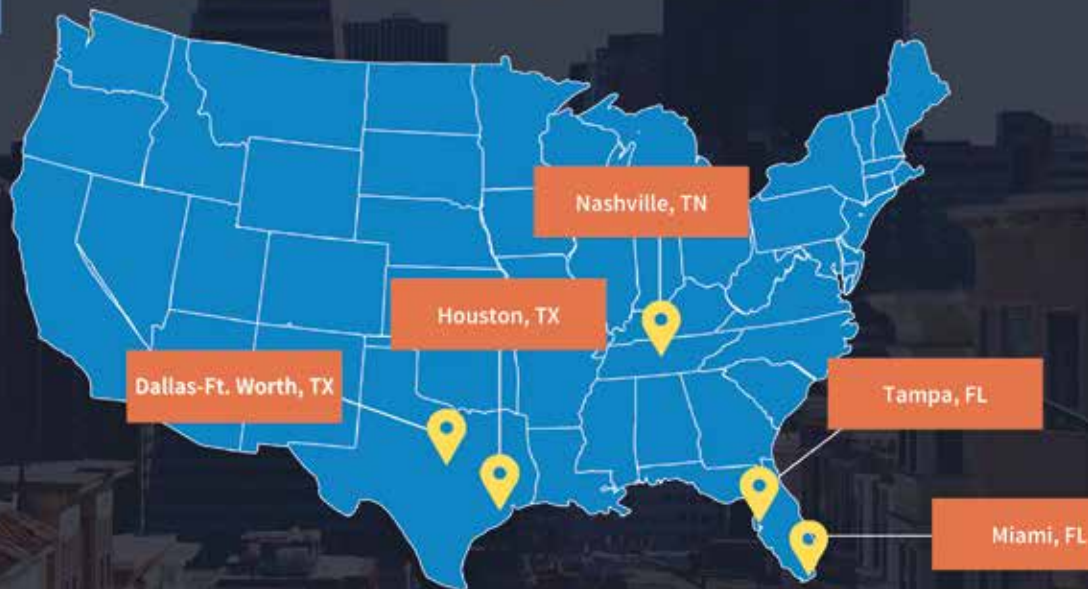 Nashville, TN
Houston, TX
Dallas-Ft. Worth, TX
Tampa, FL
Miami, FL